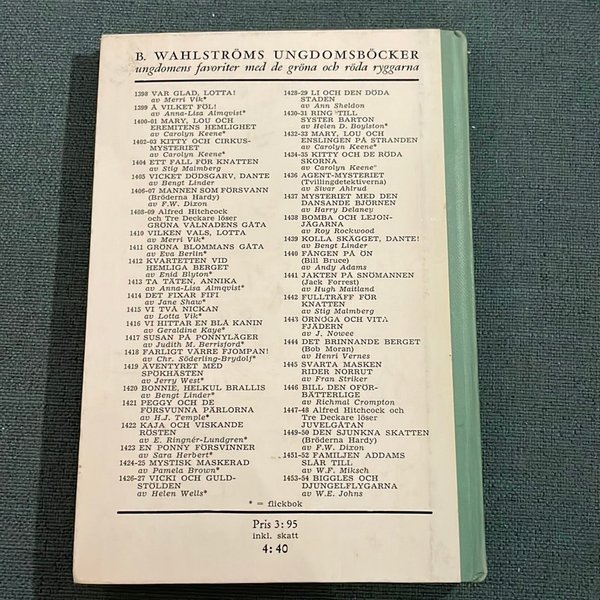 B. WAHLSTRÖMS UNGDOMSBÖCKER
ungdomens favoriter med de gröna och röda ryggarna
1398 VAR GLAD, LOTTA!
av Merri Vik*
1399 Å VILKET FÖL!
av Anna-Lisa Almqvist*
1400-01 MARY, LOU OCH
EREMITENS HEMLIGHET
av Carolyn Keene*
1402-03 KITTY OCH CIRKUS-
MYSTERIET
av Carolyn Keene*
1404 ETT FALL FÖR KNATTEN
av Stig Malmberg
1405 VICKET DÖDSGARV, DANTE
av Bengt Linder
1406-07 MANNEN SOM FÖRSVANN
(Bröderna Hardy)
av F.W. Dixon
1408-09 Alfred Hitchcock
och Tre Deckare löser
GRÖNA VÅLNADENS GÅTA
1410 VILKEN VALS, LOTTA
av Merri Vik*
1411 GRÖNA BLOMMANS GÅTA
av Eva Berlin*
1412 KVARTETTEN VID
HEMLIGA BERGET
av Enid Blyton*
1413 TA TÄTEN, ANNIKA
av Anna-Lisa Almqvist*
1414 DET FIXAR FIFI
av Jane Shaw*
1415 VI TVÅ NICKAN
av Lotta Vik*
1416 VI HITTAR EN BLÅ KANIN
av Geraldine Kaye*
1417 SUSAN PÅ PONNYLÄGER
av Judith M. Berrisford*
1418 FARLIGT VÄRRE FJOMPAN!
av Chr. Söderling-Brydolf*
1419 ÄVENTYRET MED
SPÖKHÄSTEN
av Jerry West*
1420 BONNIE, HELKUL BRALLIS
av Bengt Linder*
1421 PEGGY OCH DE
FÖRSVUNNA PÄRLORNA
av H.J. Temple*
1422 KAJA OCH VISKANDE
RÖSTEN
av E. Ringnér-Lundgren*
1423 EN PONNY FÖRSVINNER
av Sara Herbert*
1424-25 MYSTISK MASKERAD
av Pamela Brown*
1426-27 VICKI OCH GULD-
STÖLDEN
av Helen Wells*
1428-29 LI OCH DEN DÖDA
STADEN
av Ann Sheldon
1430-31 RING TILL
SYSTER BARTON
av Helen D. Boylston*
1432-33 MARY, LOU OCH
ENSLINGEN PÅ STRANDEN
av Carolyn Keene*
1434-35 KITTY OCH DE RÖDA
SKORNA
av Carolyn Keene*
1436 AGENT-MYSTERIET
(Tvillingdetektiverna)
av Sivar Ahlrud
1437 MYSTERIET MED DEN
DANSANDE BJÖRNEN
av Harry Delaney
1438 BOMBA OCH LEJON-
JÄGARNA
av Roy Rockwood
1439 KOLLA SKÄGGET, DANTE!
av Bengt Linder
1440 FÅNGEN PÅ ÖN
(Bill Bruce)
av Andy Adams
1441 JAKTEN PÅ SNÖMANNEN
(Jack Forrest)
av Hugh Maitland
1442 FULLTRÄFF FÖR
KNATTEN
av Stig Malmberg
1443 ÖRNÖGA OCH VITA
FJÄDERN
av J. Nowee
1444 DET BRINNANDE BERGET
(Bob Moran)
av Henri Vernes
1445 SVARTA MASKEN
RIDER NORRUT
av Fran Striker
1446 BILL DEN OFÖR-
BÄTTERLIGE
av Richmal Crompton
1447-48 Alfred Hitchcock och
Tre Deckare löser
JUVELGÅTAN
1449-50 DEN SJUNKNA SKATTEN
(Bröderna Hardy)
av F.W. Dixon
1451-52 FAMILJEN ADDAMS
SLÅR TILL
av W.F. Miksch
1453-54 BIGGLES OCH
DJUNGELFLYGARNA
av W.E. Johns
* = flickbok
Pris 3:95
inkl. skatt
4:40